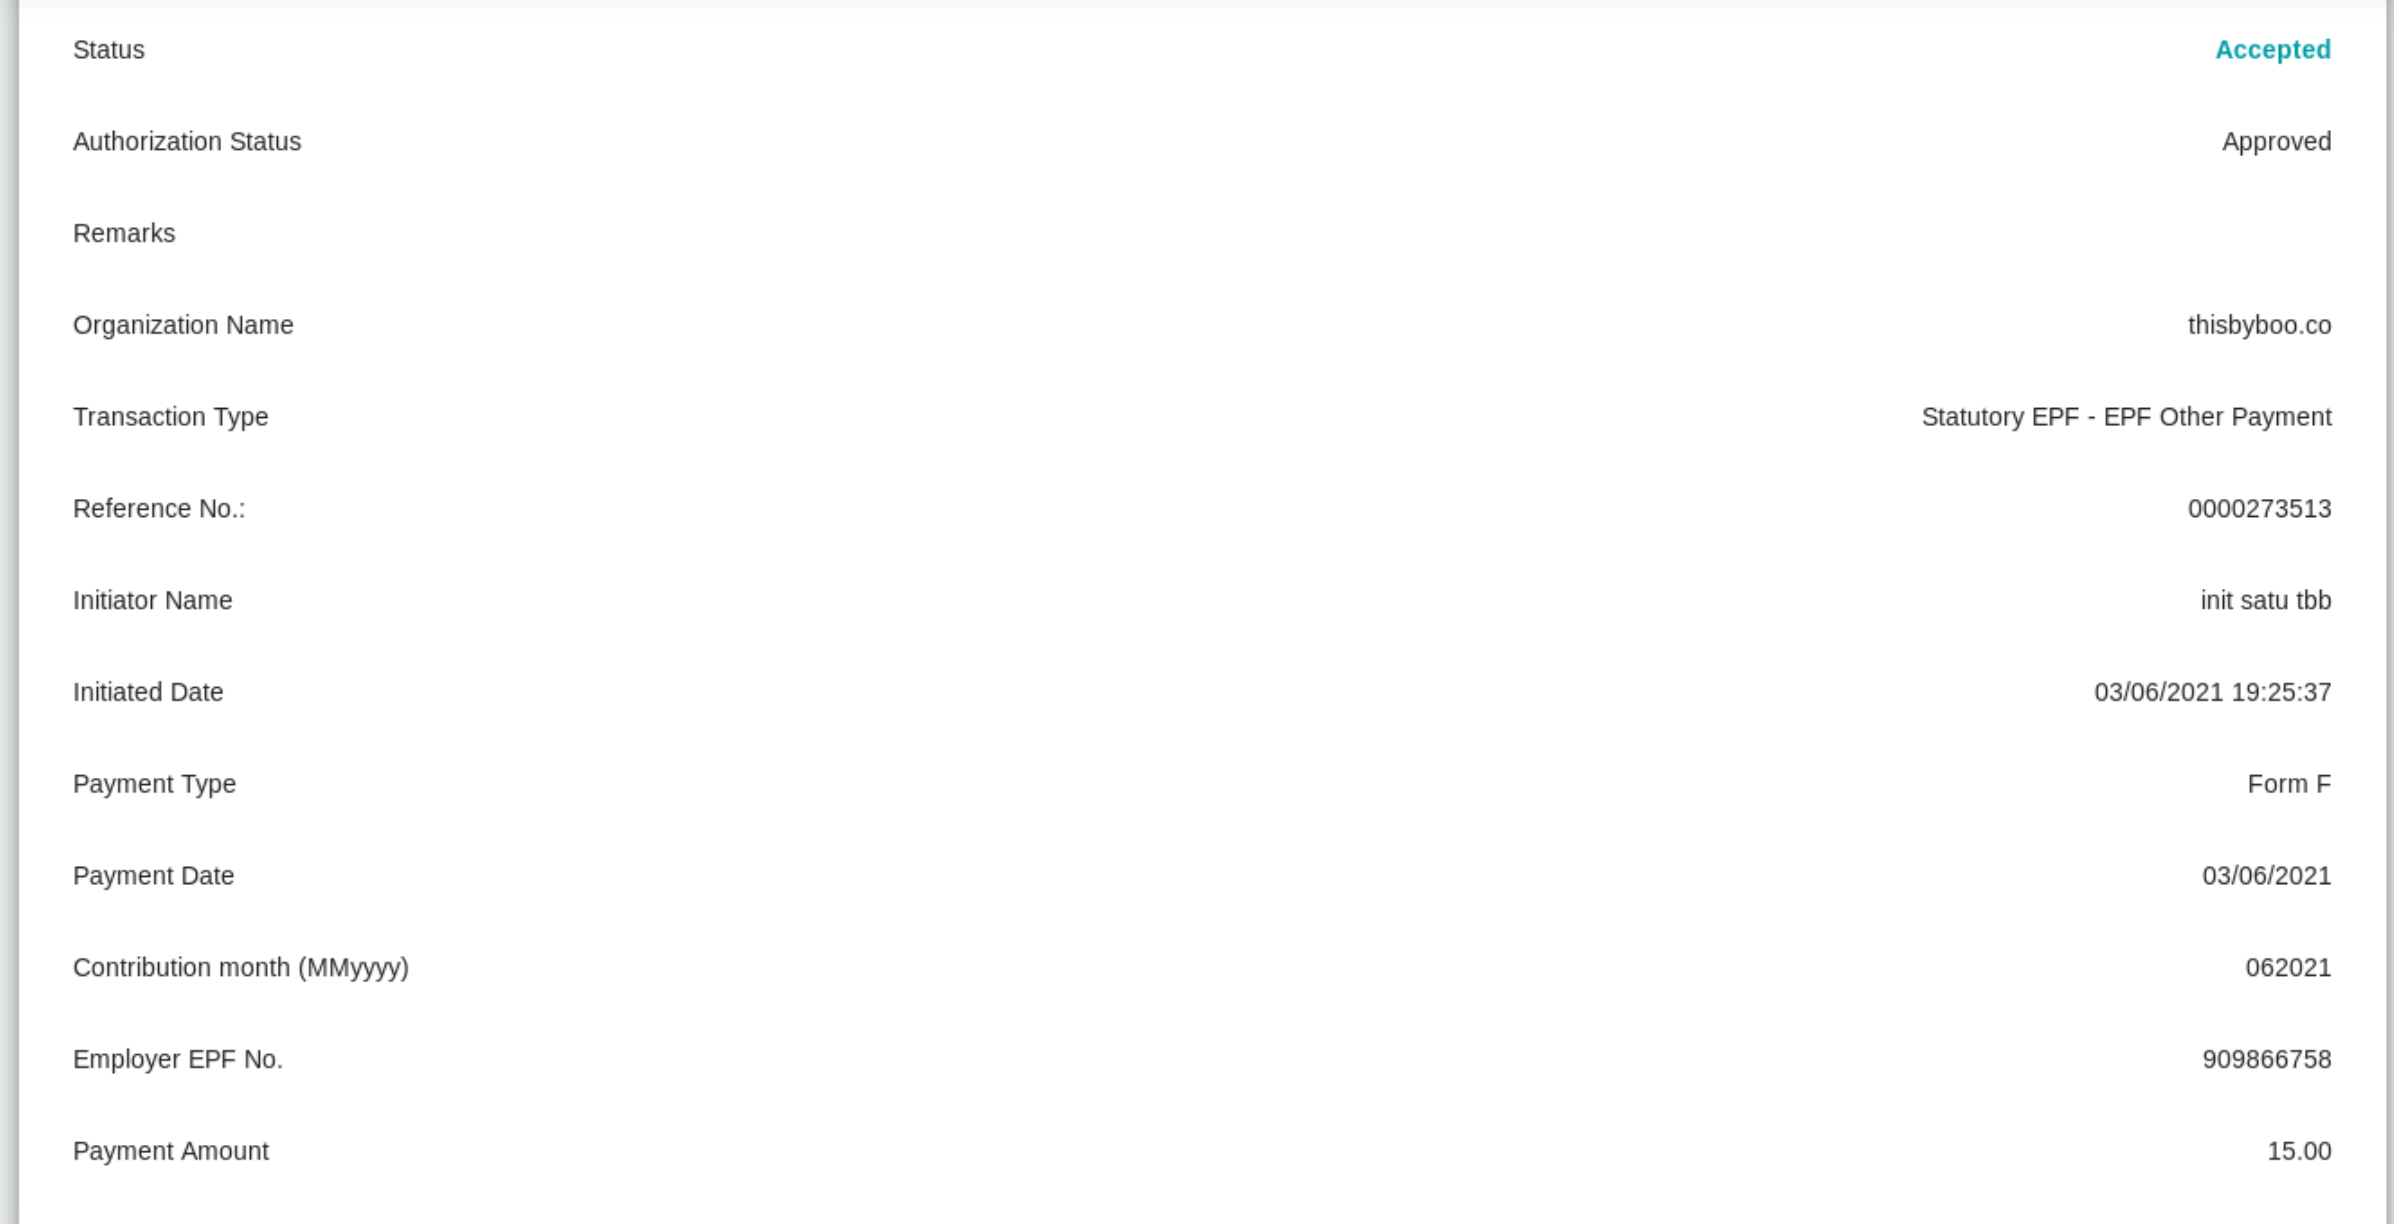 Status Accepted
Authorization Status Approved
Remarks
Organization Name thisbyboo.co
Transaction Type Statutory EPF - EPF Other Payment
Reference No.: 0000273513
Initiator Name init satu tbb
Initiated Date 03/06/2021 19:25:37
Payment Type Form F
Payment Date 03/06/2021
Contribution month (MMyyyy) 062021
Employer EPF No. 909866758
Payment Amount 15.00